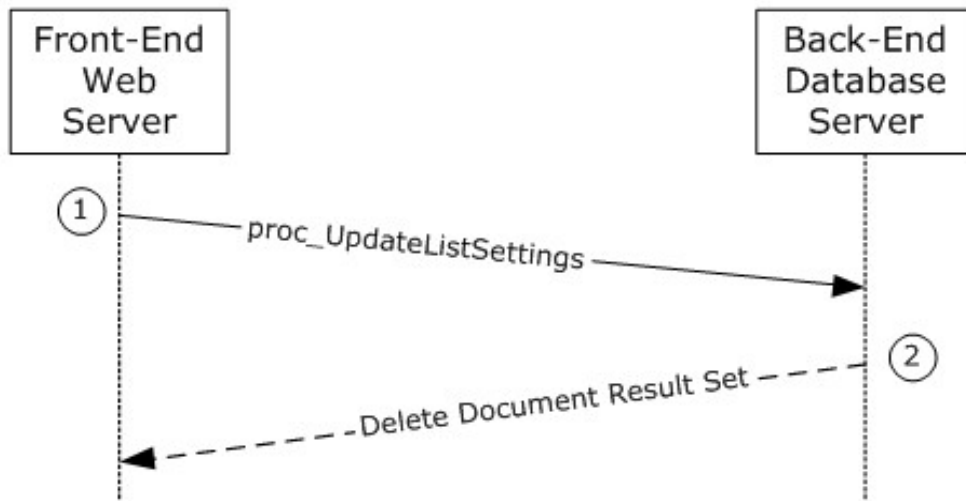 Front-End
Web
Server
Back-End
Database
Server
1
proc_UpdateListSettings
2
Delete Document Result Set